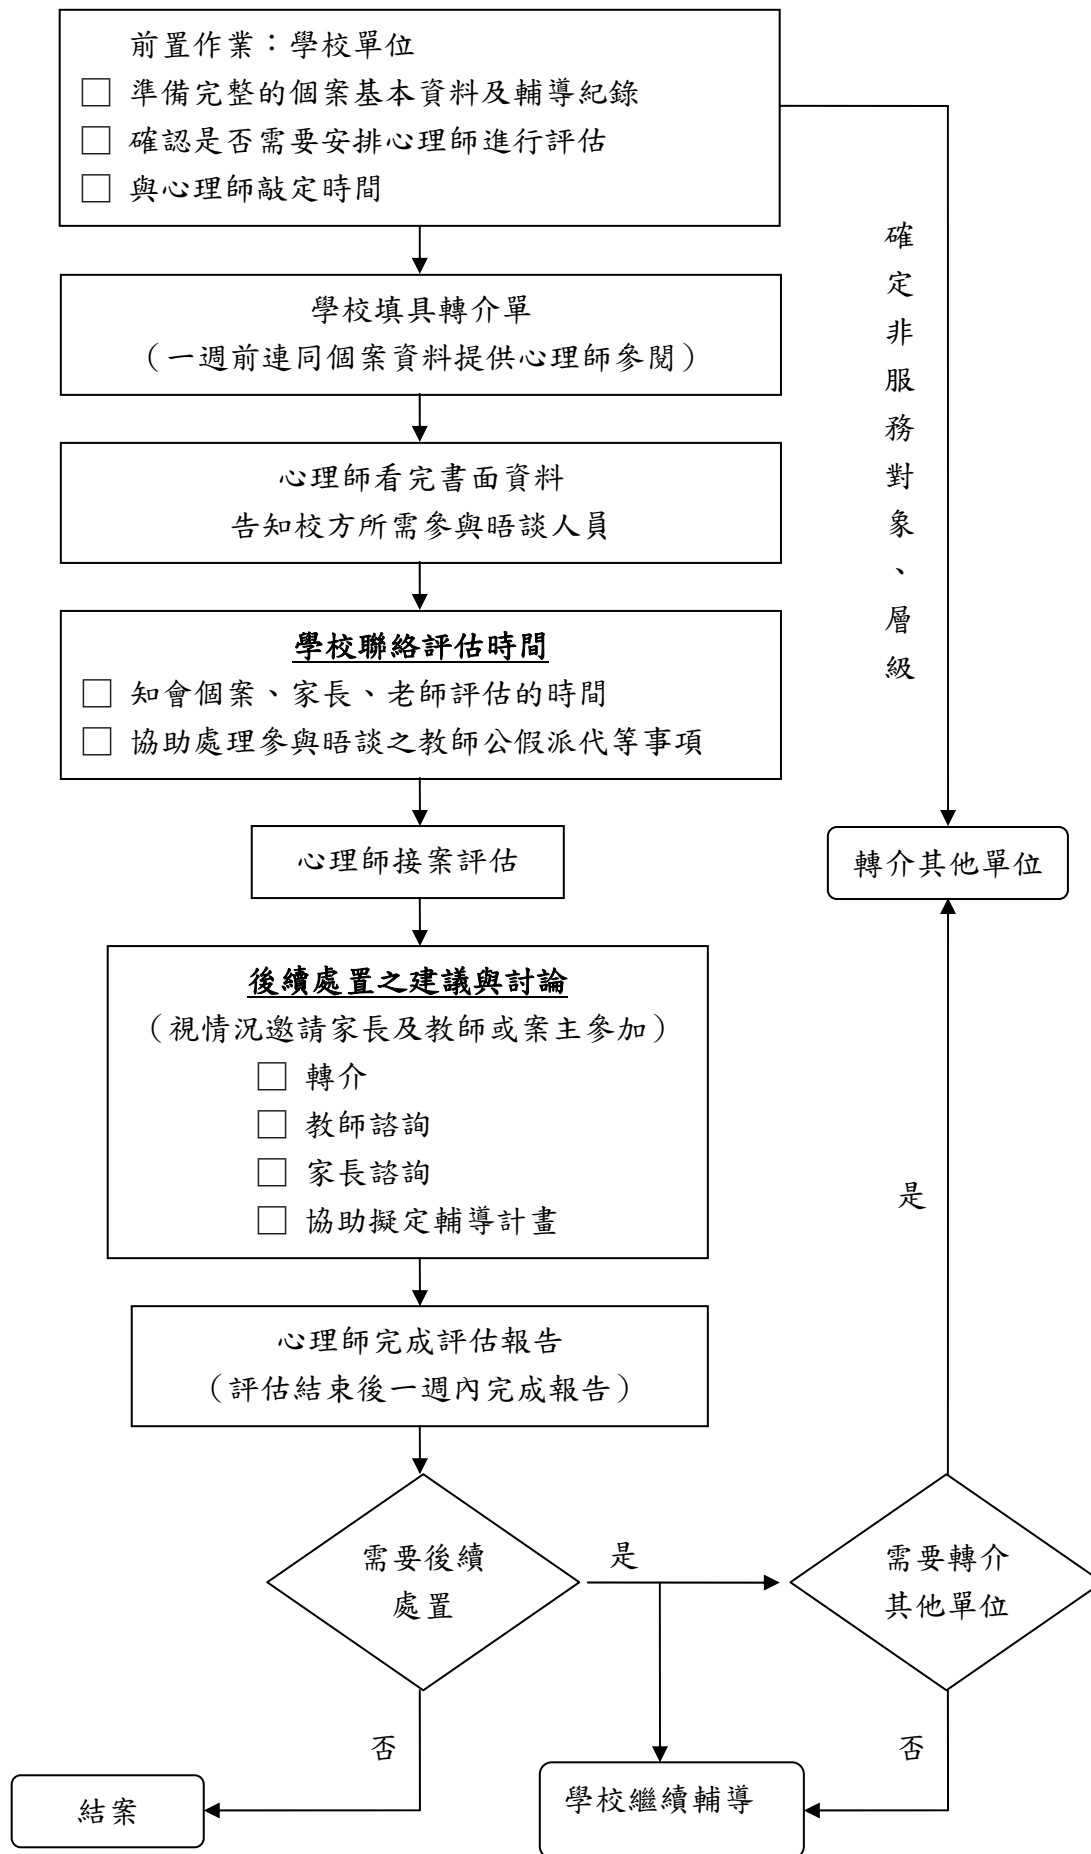 前置作業：學校單位
□ 準備完整的個案基本資料及輔導紀錄
□ 確認是否需要安排心理師進行評估
□ 與心理師敲定時間
學校填具轉介單
（一週前連同個案資料提供心理師參閱）
心理師看完書面資料
告知校方所需參與晤談人員
學校聯絡評估時間
□ 知會個案、家長、老師評估的時間
□ 協助處理參與晤談之教師公假派代等事項
確定非服務對象、層級
心理師接案評估
轉介其他單位
後續處置之建議與討論
（視情況邀請家長及教師或案主參加）
□ 轉介
□ 教師諮詢
□ 家長諮詢
□ 協助擬定輔導計畫
是
心理師完成評估報告
（評估結束後一週內完成報告）
需要後續
處置
是
需要轉介
其他單位
否
否
結案
學校繼續輔導